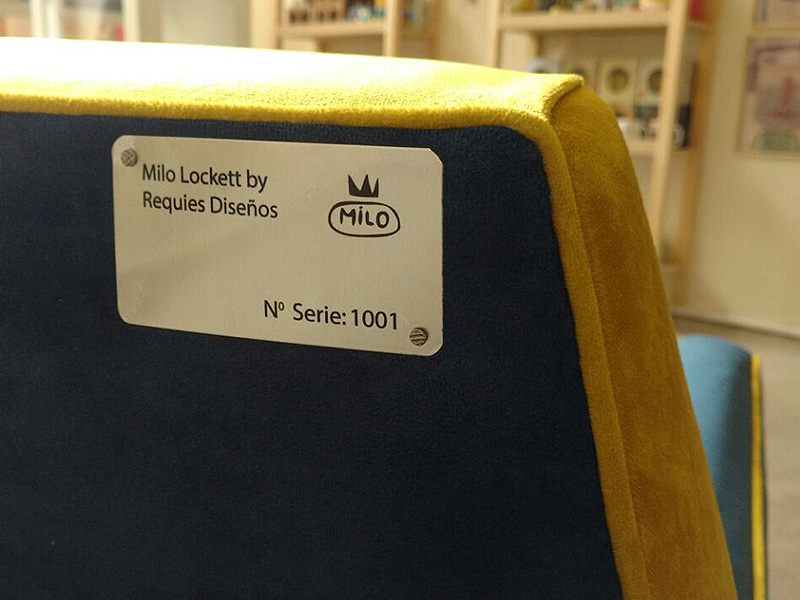 Milo Lockett by
Requies Diseños
MiLO
Nº Serie: 1001